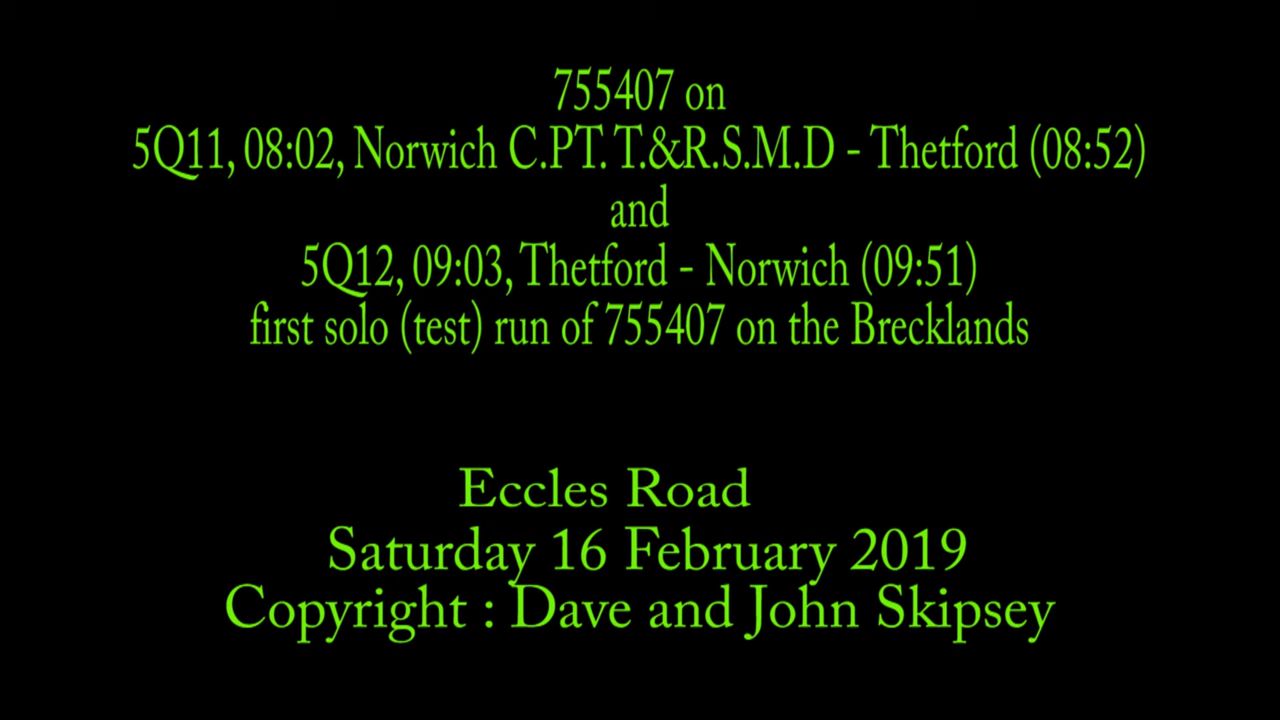 755407 on
5Q11, 08:02, Norwich C.PT. T.&R.S.M.D - Thetford (08:52)
and
5Q12, 09:03, Thetford - Norwich (09:51)
first solo (test) run of 755407 on the Brecklands
Eccles Road
Saturday 16 February 2019
Copyright : Dave and John Skipsey